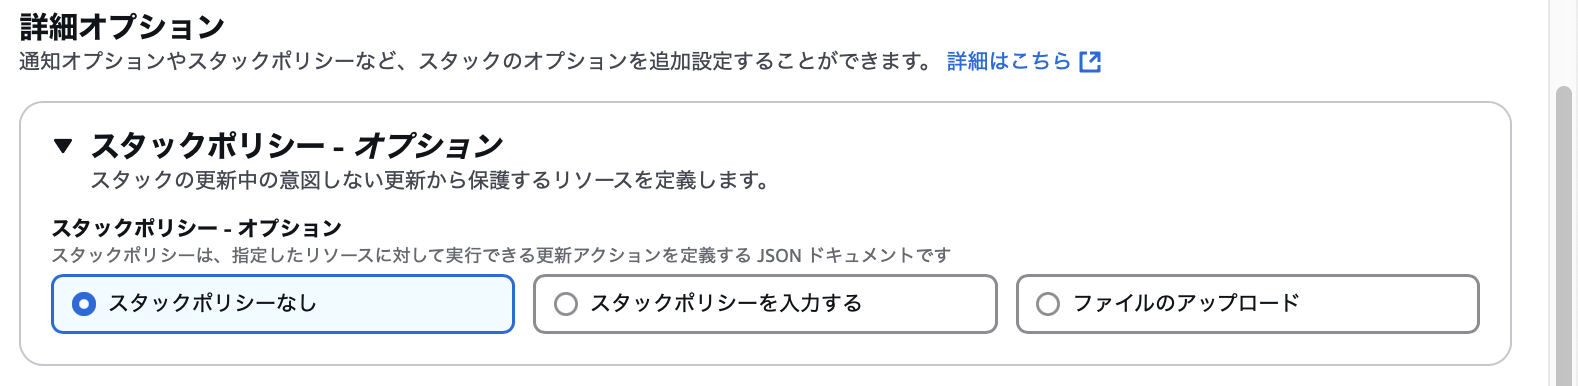 詳細オプション
通知オプションやスタックポリシーなど、スタックのオプションを追加設定することができます。 詳細はこちら
スタックポリシー - オプション
スタックの更新中の意図しない更新から保護するリソースを定義します。
スタックポリシー - オプション
スタックポリシーは、指定したリソースに対して実行できる更新アクションを定義する JSON ドキュメントです
スタックポリシーなし
スタックポリシーを入力する
ファイルのアップロード